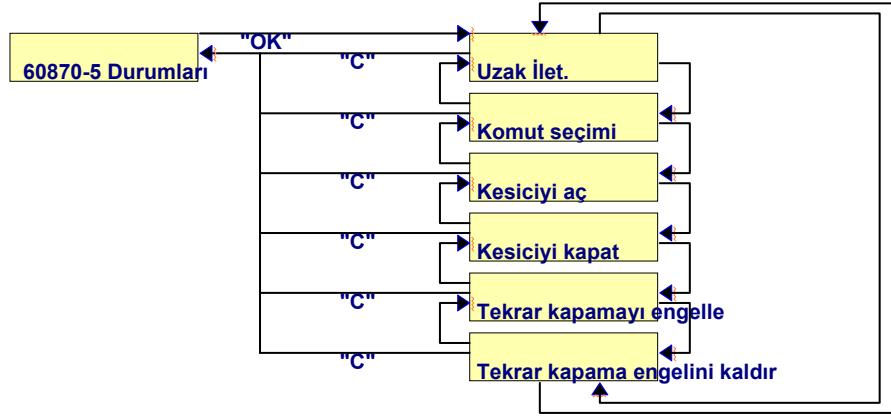 "OK"
60870-5 Durumları
"C"
Uzak İlet.
"C"
Komut seçimi
"C"
Kesiciyi aç
"C"
Kesiciyi kapat
"C"
Tekrar kapamayı engelle
"C"
Tekrar kapama engelini kaldır